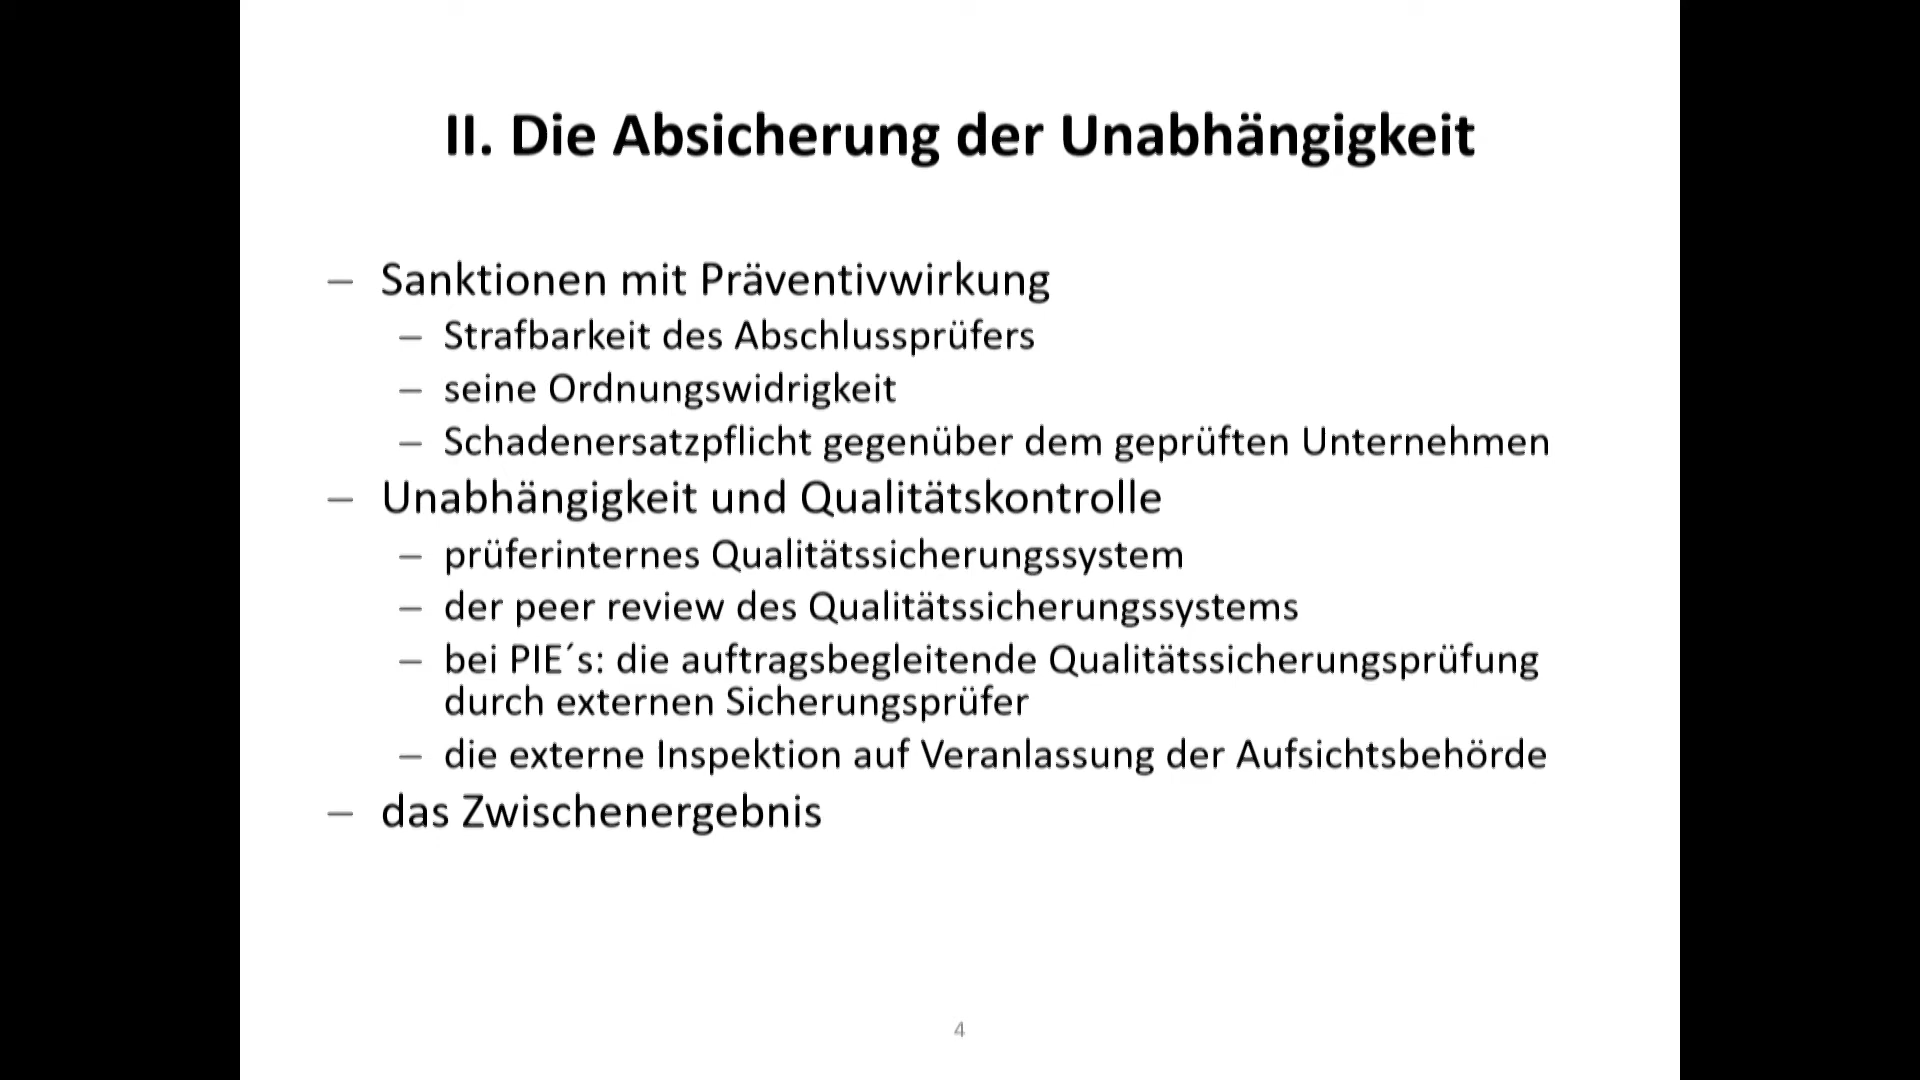 II. Die Absicherung der Unabhängigkeit
– Sanktionen mit Präventivwirkung
– Strafbarkeit des Abschlussprüfers
– seine Ordnungswidrigkeit
– Schadenersatzpflicht gegenüber dem geprüften Unternehmen
– Unabhängigkeit und Qualitätskontrolle
– prüferinternes Qualitätssicherungssystem
– der peer review des Qualitätssicherungssystems
– bei PIE´s: die auftragsbegleitende Qualitätssicherungsprüfung
durch externen Sicherungsprüfer
– die externe Inspektion auf Veranlassung der Aufsichtsbehörde
– das Zwischenergebnis
4